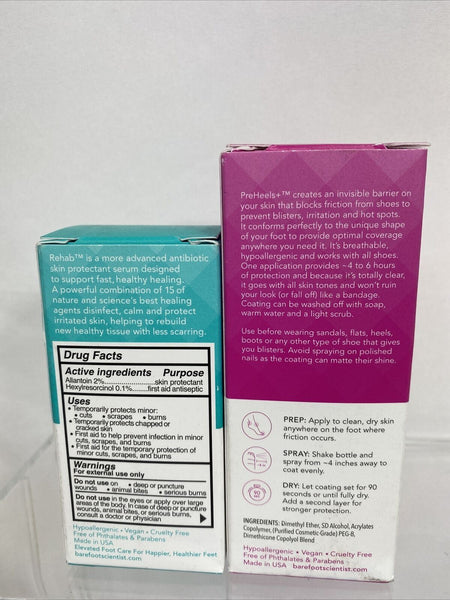 Rehab™ is a more advanced antibiotic
skin protectant serum designed
to support fast, healthy healing.
A powerful combination of 15 of
nature and science's best healing
agents disinfect, calm and protect
irritated skin, helping to rebuild
new healthy tissue with less scarring.
Drug Facts
Active ingredients Purpose
Allantoin 2%......................skin protectant
Hexylresorcinol 0.1%.......first aid antiseptic
Uses
• Temporarily protects minor:
• cuts • scrapes • burns
• Temporarily protects chapped or
cracked skin
• First aid to help prevent infection in minor
cuts, scrapes, and burns
• First aid for the temporary protection of
minor cuts, scrapes, and burns
Warnings
For external use only
Do not use on • deep or puncture
wounds • animal bites • serious burns
Do not use in the eyes or apply over large
areas of the body. In case of deep or puncture
wounds, animal bites, or serious burns,
consult a doctor or physician
Hypoallergenic • Vegan • Cruelty Free
Free of Phthalates & Parabens
Made in USA
Elevated Foot Care For Happier, Healthier Feet
barefootscientist.com
PreHeels+™ creates an invisible barrier on
your skin that blocks friction from shoes to
prevent blisters, irritation and hot spots.
It conforms perfectly to the unique shape
of your foot to provide optimal coverage
anywhere you need it. It's breathable,
hypoallergenic and works with all shoes.
One application provides ~4 to 6 hours
of protection and because it's totally clear,
it goes with all skin tones and won't ruin
your look (or fall off) like a bandage.
Coating can be washed off with soap,
warm water and a light scrub.
Use before wearing sandals, flats, heels,
boots or any other type of shoe that gives
you blisters. Avoid spraying on polished
nails as the coating can matte their shine.
PREP: Apply to clean, dry skin
anywhere on the foot where
friction occurs.
SPRAY: Shake bottle and
spray from ~4 inches away to
coat evenly.
90
DRY: Let coating set for 90
seconds or until fully dry.
Add a second layer for
stronger protection.
INGREDIENTS: Dimethyl Ether, SD Alcohol, Acrylates
Copolymer, (Purified Cosmetic Grade) PEG-8,
Dimethicone Copolyol Blend
Hypoallergenic • Vegan • Cruelty Free
Free of Phthalates & Parabens
Made in USA
barefootscientist.com